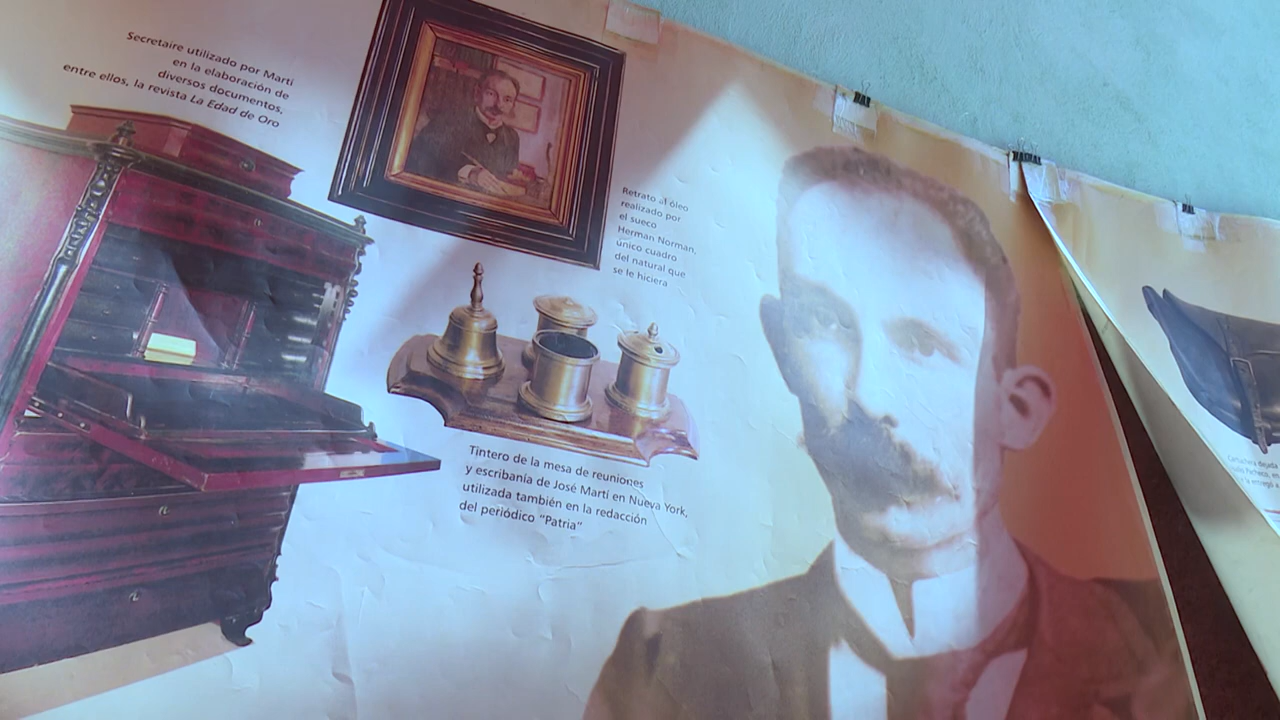 Secretaire utilizado por Martí
en la elaboración de
diversos documentos,
entre ellos, la revista La Edad de Oro
Retrato al óleo
realizado por
el sueco
Herman Norman,
único cuadro
del natural que
se le hiciera
Tintero de la mesa de reuniones
y escribanía de José Martí en Nueva York,
utilizada también en la redacción
del periódico "Patria"